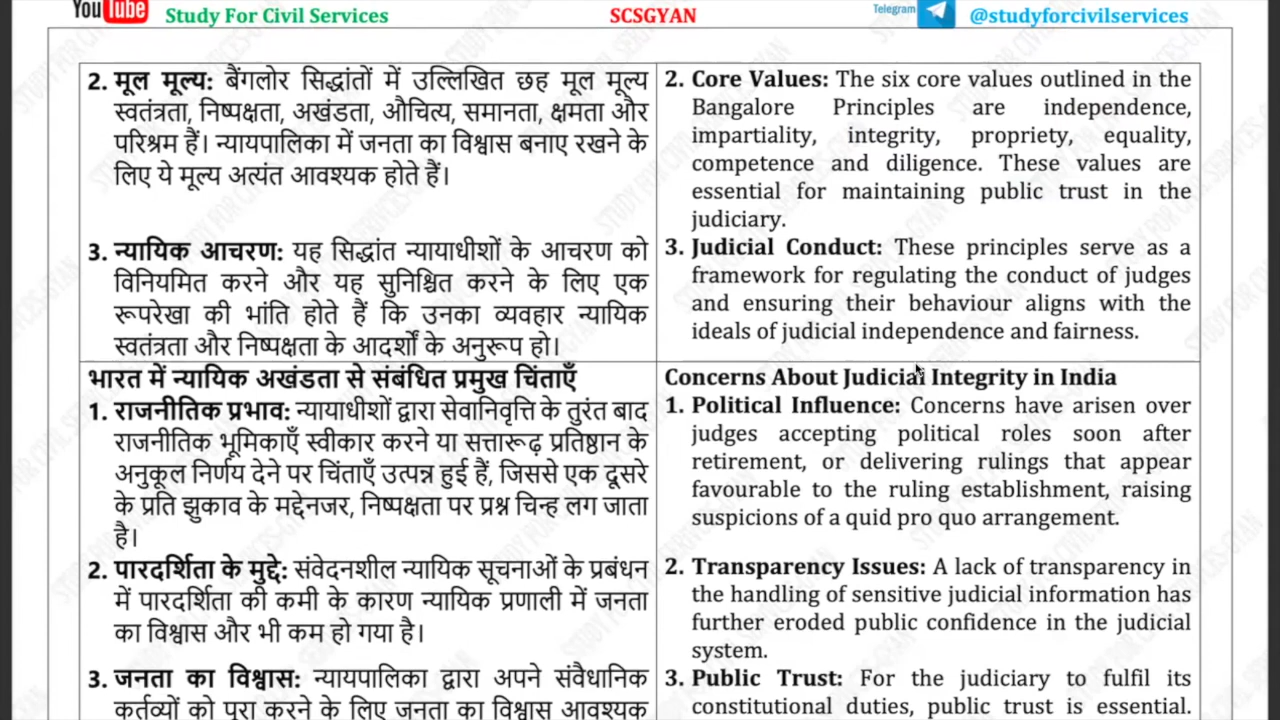 You Tube Study For Civil Services SCSGYAN Telegram @studyforcivilservices
2. मूल मूल्य: बैंगलोर सिद्धांतों में उल्लिखित छह मूल मूल्य
स्वतंत्रता, निष्पक्षता, अखंडता, औचित्य, समानता, क्षमता और
परिश्रम हैं। न्यायपालिका में जनता का विश्वास बनाए रखने के
लिए ये मूल्य अत्यंत आवश्यक होते हैं।
3. न्यायिक आचरण: यह सिद्धांत न्यायाधीशों के आचरण को
विनियमित करने और यह सुनिश्चित करने के लिए एक
रूपरेखा की भांति होते हैं कि उनका व्यवहार न्यायिक
स्वतंत्रता और निष्पक्षता के आदर्शों के अनुरूप हो।
2. Core Values: The six core values outlined in the
Bangalore Principles are independence,
impartiality, integrity, propriety, equality,
competence and diligence. These values are
essential for maintaining public trust in the
judiciary.
3. Judicial Conduct: These principles serve as a
framework for regulating the conduct of judges
and ensuring their behaviour aligns with the
ideals of judicial independence and fairness.
भारत में न्यायिक अखंडता से संबंधित प्रमुख चिंताएँ
1. राजनीतिक प्रभाव: न्यायाधीशों द्वारा सेवानिवृत्ति के तुरंत बाद
राजनीतिक भूमिकाएँ स्वीकार करने या सत्तारूढ़ प्रतिष्ठान के
अनुकूल निर्णय देने पर चिंताएँ उत्पन्न हुई हैं, जिससे एक दूसरे
के प्रति झुकाव के मद्देनजर, निष्पक्षता पर प्रश्न चिन्ह लग जाता
है।
2. पारदर्शिता के मुद्दे: संवेदनशील न्यायिक सूचनाओं के प्रबंधन
में पारदर्शिता की कमी के कारण न्यायिक प्रणाली में जनता
का विश्वास और भी कम हो गया है।
3. जनता का विश्वास: न्यायपालिका द्वारा अपने संवैधानिक
कर्तव्यों को पूरा करने के लिए जनता का विश्वास आवश्यक
Concerns About Judicial Integrity in India
1. Political Influence: Concerns have arisen over
judges accepting political roles soon after
retirement, or delivering rulings that appear
favourable to the ruling establishment, raising
suspicions of a quid pro quo arrangement.
2. Transparency Issues: A lack of transparency in
the handling of sensitive judicial information has
further eroded public confidence in the judicial
system.
3. Public Trust: For the judiciary to fulfil its
constitutional duties, public trust is essential.